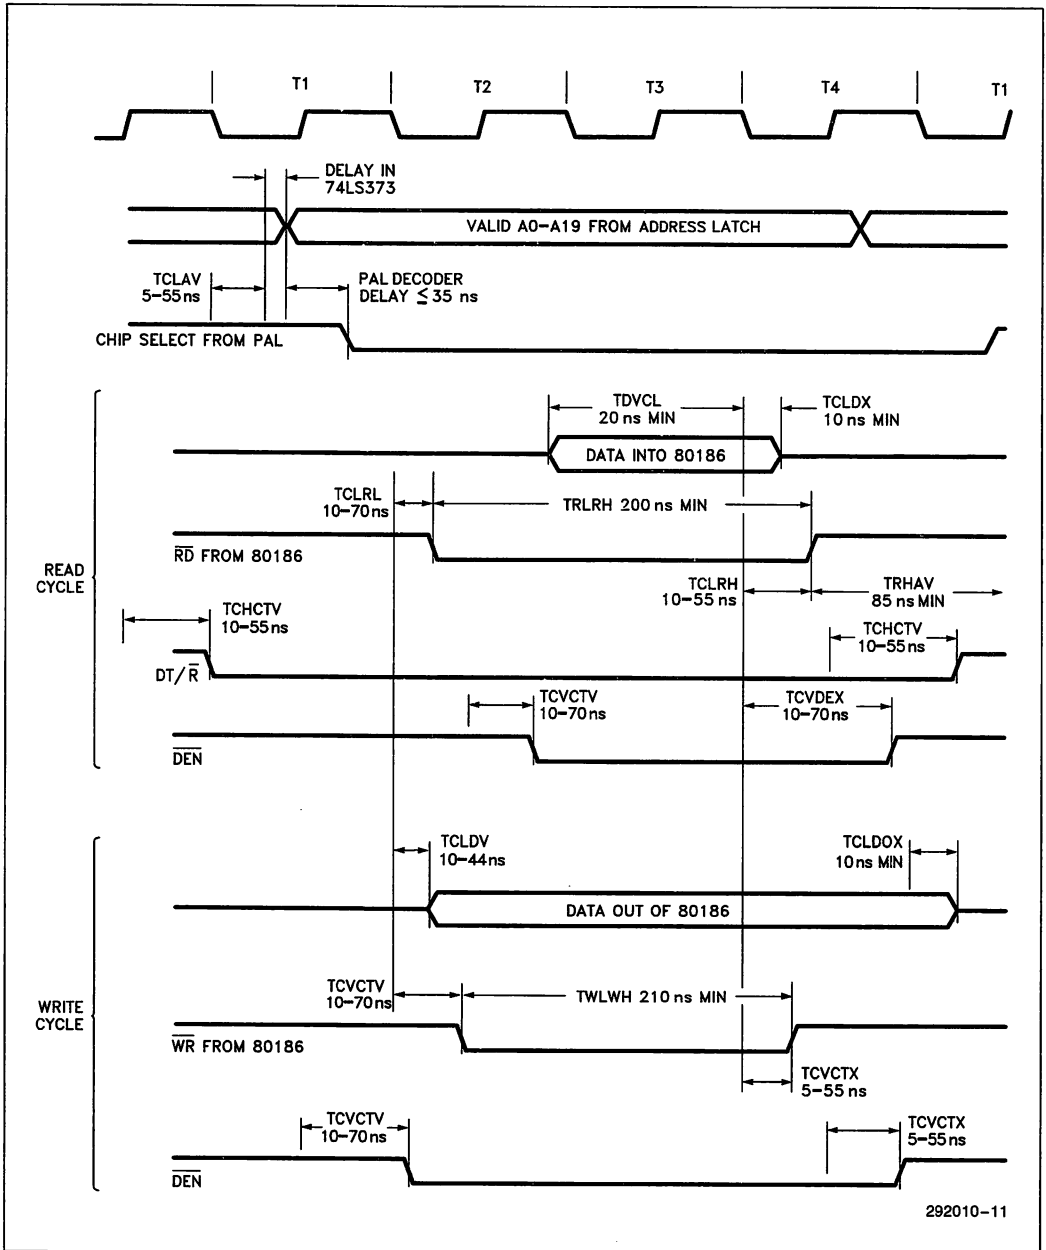 T1 T2 T3 T4 T1
DELAY IN
74LS373
VALID A0–A19 FROM ADDRESS LATCH
TCLAV
5–55ns
PAL DECODER
DELAY ≤ 35 ns
CHIP SELECT FROM PAL
READ
CYCLE
TDVCL
20 ns MIN
TCLDX
10 ns MIN
DATA INTO 80186
TCLRL
10–70ns
TRLRH 200 ns MIN
RD FROM 80186
TCLRH
10–55ns
TRHAV
85 ns MIN
TCHCTV
10–55ns
TCHCTV
10–55ns
DT/R
TCVCTV
10–70ns
TCVDEX
10–70ns
DEN
WRITE
CYCLE
TCLDV
10–44ns
TCLDOX
10ns MIN
DATA OUT OF 80186
TCVCTV
10–70ns
TWLWH 210 ns MIN
WR FROM 80186
TCVCTX
5–55 ns
TCVCTV
10–70ns
TCVCTX
5–55ns
DEN
292010–11